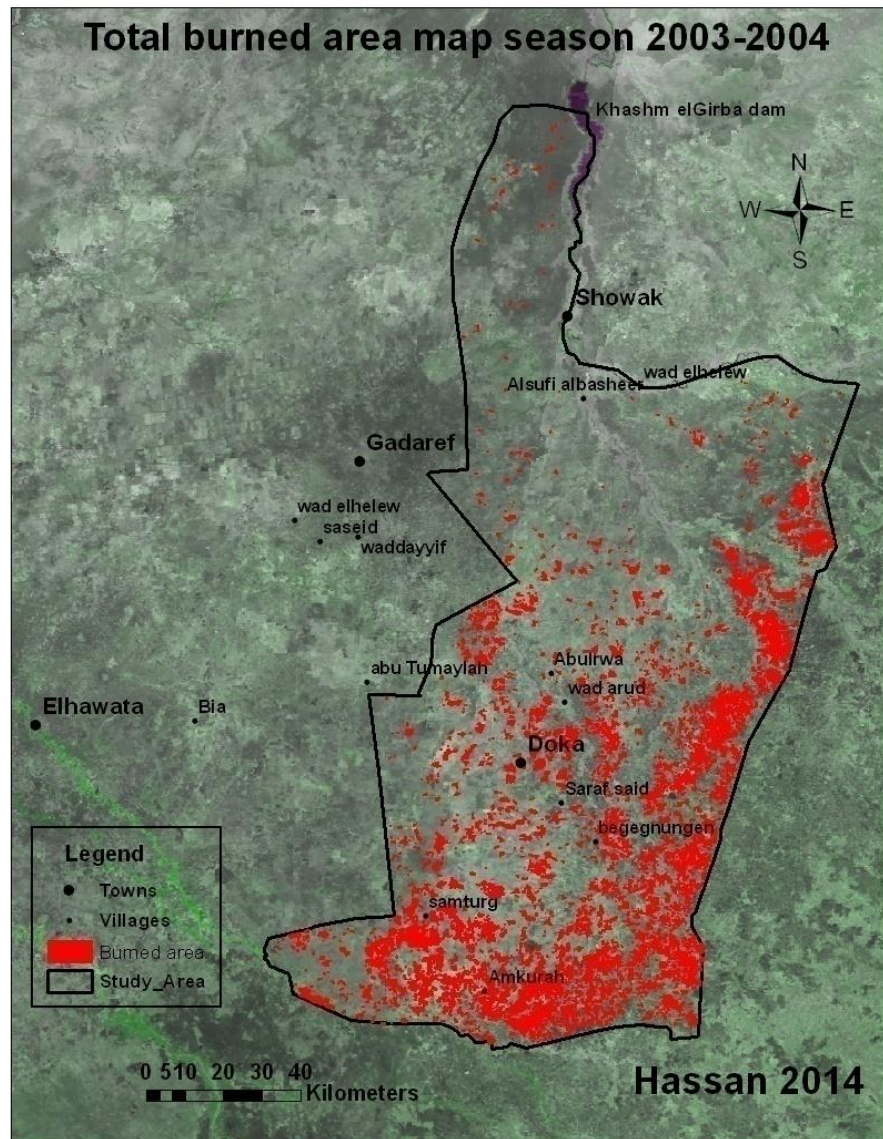 Total burned area map season 2003-2004
Khashm elGirba dam
N
W E
S
Showak
wad elhelew
Alsufi albasheer
Gadaref
wad elhelew
saseid
waddayyif
Abulrwa
abu Tumaylah
wad arud
Elhawata
Bia
Doka
Saraf said
begeghungen
Legend
Towns
Villages
Burned area
Study_Area
samturg
Amkurah
0 5 10 20 30 40
Kilometers
Hassan 2014